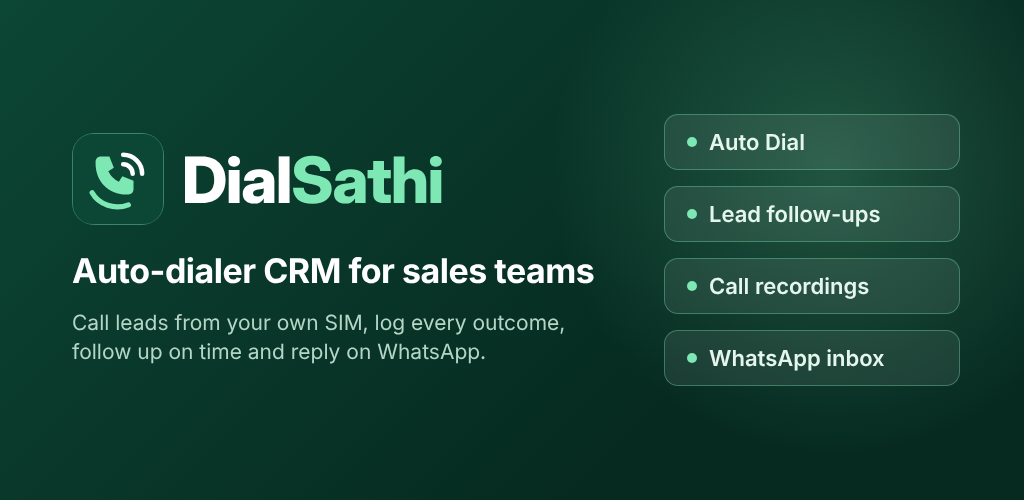 DialSathi
Auto-dialer CRM for sales teams
Call leads from your own SIM, log every outcome,
follow up on time and reply on WhatsApp.
Auto Dial
Lead follow-ups
Call recordings
WhatsApp inbox